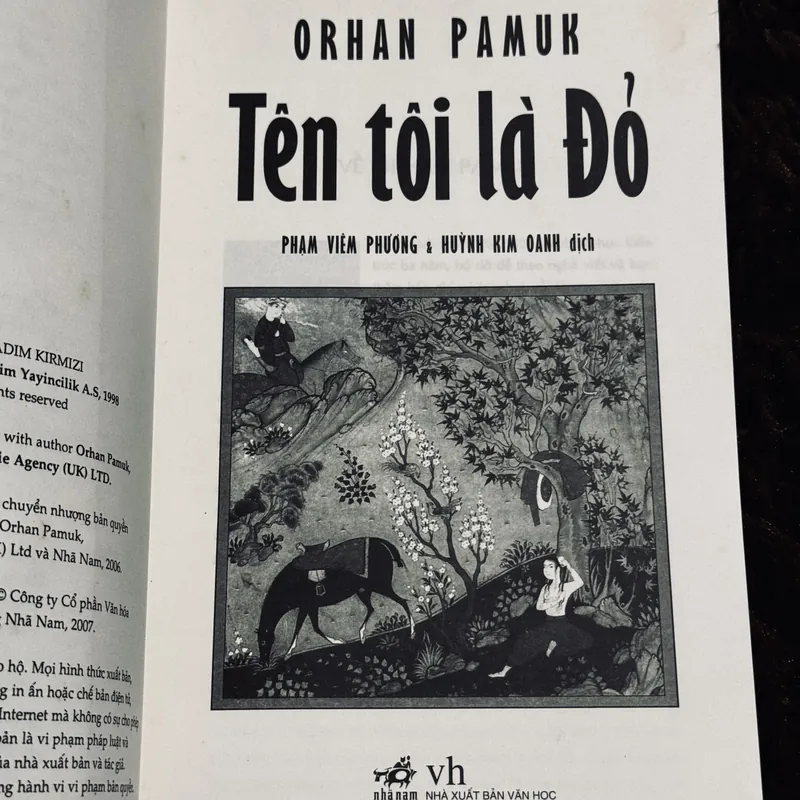 ADIM KIRMIZI
im Yayincilik A.S, 1998
hts reserved
with author Orhan Pamuk,
ie Agency (UK) LTD.
chuyển nhượng bản quyền
Orhan Pamuk,
) Ltd và Nhã Nam, 2006.
© Công ty Cổ phần Văn hóa
g Nhã Nam, 2007.
o hộ. Mọi hình thức xuất bản,
g in ấn hoặc chế bản điện tử,
Internet mà không có sự cho phép
bản là vi phạm pháp luật và
ủa nhà xuất bản và tác giả.
ng hành vi vi phạm bản quyền.
ORHAN PAMUK
Tên tôi là Đỏ
PHẠM VIÊM PHƯƠNG & HUỲNH KIM OANH dịch
vh
nhã nam NHÀ XUẤT BẢN VĂN HỌC